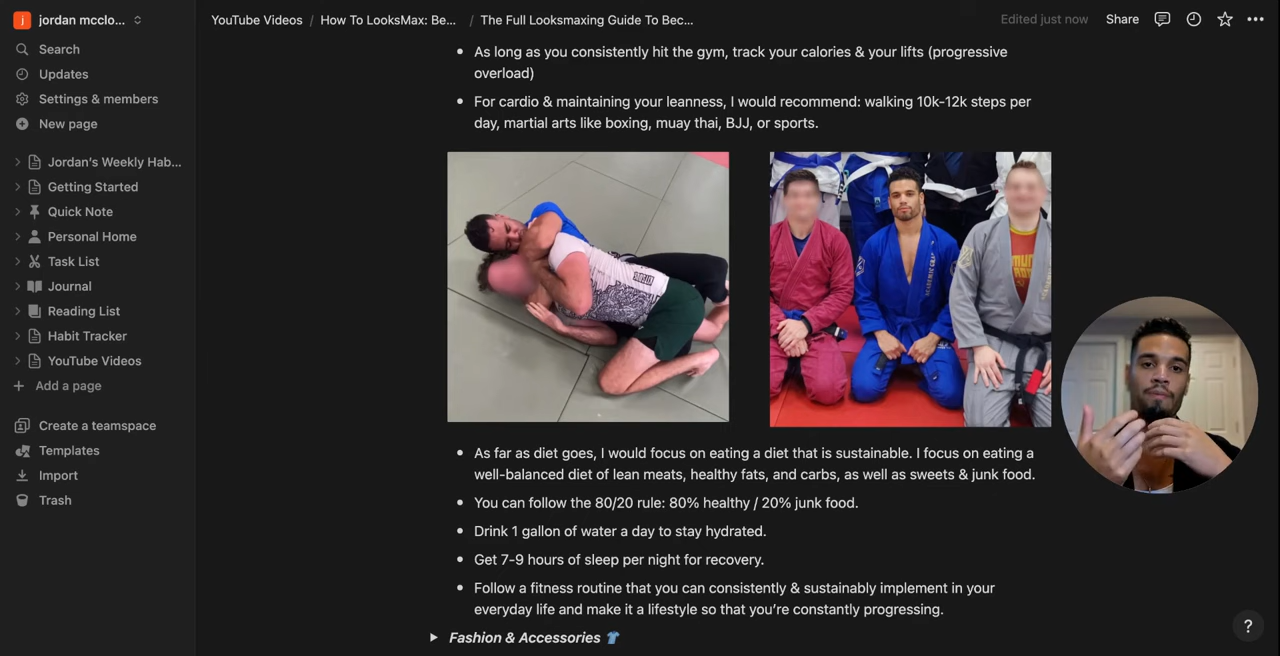 j jordan mcclo...
Search
Updates
Settings & members
New page
Jordan's Weekly Hab...
Getting Started
Quick Note
Personal Home
Task List
Journal
Reading List
Habit Tracker
YouTube Videos
Add a page
Create a teamspace
Templates
Import
Trash
YouTube Videos / How To LooksMax: Be... / The Full Looksmaxing Guide To Bec...
Edited just now Share
As long as you consistently hit the gym, track your calories & your lifts (progressive
overload)
For cardio & maintaining your leanness, I would recommend: walking 10k-12k steps per
day, martial arts like boxing, muay thai, BJJ, or sports.
As far as diet goes, I would focus on eating a diet that is sustainable. I focus on eating a
well-balanced diet of lean meats, healthy fats, and carbs, as well as sweets & junk food.
You can follow the 80/20 rule: 80% healthy / 20% junk food.
Drink 1 gallon of water a day to stay hydrated.
Get 7-9 hours of sleep per night for recovery.
Follow a fitness routine that you can consistently & sustainably implement in your
everyday life and make it a lifestyle so that you're constantly progressing.
Fashion & Accessories
?